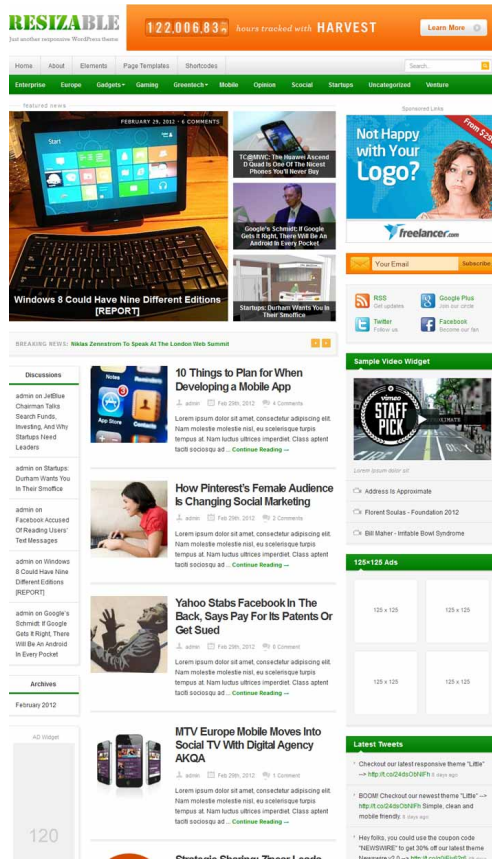 RESIZABLE
Just another responsive WordPress theme
122,006.83
hours tracked with HARVEST
Learn More
Home About Elements Page Templates Shortcodes
Search..
Enterprise Europe Gadgets Gaming Greentech Mobile Opinion Scocial Startups Uncategorized Venture
featured news
FEBRUARY 29, 2012 - 6 COMMENTS
Start
Windows 8 Could Have Nine Different Editions
[REPORT]
TC@MWC: The Huawei Ascend
D Quad Is One Of The Nicest
Phones You'll Never Buy
Google's Schmidt: If Google
Gets It Right, There Will Be An
Android In Every Pocket
Startups: Durham Wants You In
Their Smoffice
Sponsored Links
From $29
Not Happy
with Your
Logo?
freelancer.com
Your Email
Subscribe
RSS
Get updates
Google Plus
Join our circle
Twitter
Follow us
Facebook
Become our fan
BREAKING NEWS: Niklas Zennstrom To Speak At The London Web Summit
Discussions
admin on JetBlue
Chairman Talks
Search Funds,
Investing, And Why
Startups Need
Leaders
admin on Startups:
Durham Wants You
In Their Smoffice
admin on
Facebook Accused
Of Reading Users'
Text Messages
admin on Windows
8 Could Have Nine
Different Editions
[REPORT]
admin on Google's
Schmidt: If Google
Gets It Right, There
Will Be An Android
In Every Pocket
Archives
February 2012
AD Widget
120
Notes
Reminders
App Store
Contacts
10 Things to Plan for When
Developing a Mobile App
admin Feb 29th, 2012 4 Comments
Lorem ipsum dolor sit amet, consectetur adipiscing elit.
Nam molestie molestie nisl, eu scelerisque turpis
tempus at. Nam luctus ultrices imperdiet. Class aptent
taciti sociosqu ad ... Continue Reading →
How Pinterest's Female Audience
Is Changing Social Marketing
admin Feb 29th, 2012 2 Comments
Lorem ipsum dolor sit amet, consectetur adipiscing elit.
Nam molestie molestie nisl, eu scelerisque turpis
tempus at. Nam luctus ultrices imperdiet. Class aptent
taciti sociosqu ad ... Continue Reading →
Yahoo Stabs Facebook In The
Back, Says Pay For Its Patents Or
Get Sued
admin Feb 29th, 2012 0 Comment
Lorem ipsum dolor sit amet, consectetur adipiscing elit.
Nam molestie molestie nisl, eu scelerisque turpis
tempus at. Nam luctus ultrices imperdiet. Class aptent
taciti sociosqu ad ... Continue Reading →
MTV Europe Mobile Moves Into
Social TV With Digital Agency
AKQA
admin Feb 29th, 2012 1 Comment
Lorem ipsum dolor sit amet, consectetur adipiscing elit.
Nam molestie molestie nisl, eu scelerisque turpis
tempus at. Nam luctus ultrices imperdiet. Class aptent
taciti sociosqu ad ... Continue Reading →
Strategic Sharing: Zipcar Leads
Sample Video Widget
vimeo
STAFF
PICK
Lorem ipsum dolor sit
Address Is Approximate
Florent Soulas - Foundation 2012
Bill Maher - Irritable Bowl Syndrome
125×125 Ads
125 x 125
125 x 125
125 x 125
125 x 125
Latest Tweets
Checkout our latest responsive theme "Little"
--> http://t.co/24dsObNlFh 6 days ago
BOOM! Checkout our newest theme "Little" -->
http://t.co/24dsObNlFh Simple, clean and
mobile friendly. 6 days ago
Hey folks, you could use the coupon code
"NEWSWIRE" to get 30% off our latest theme